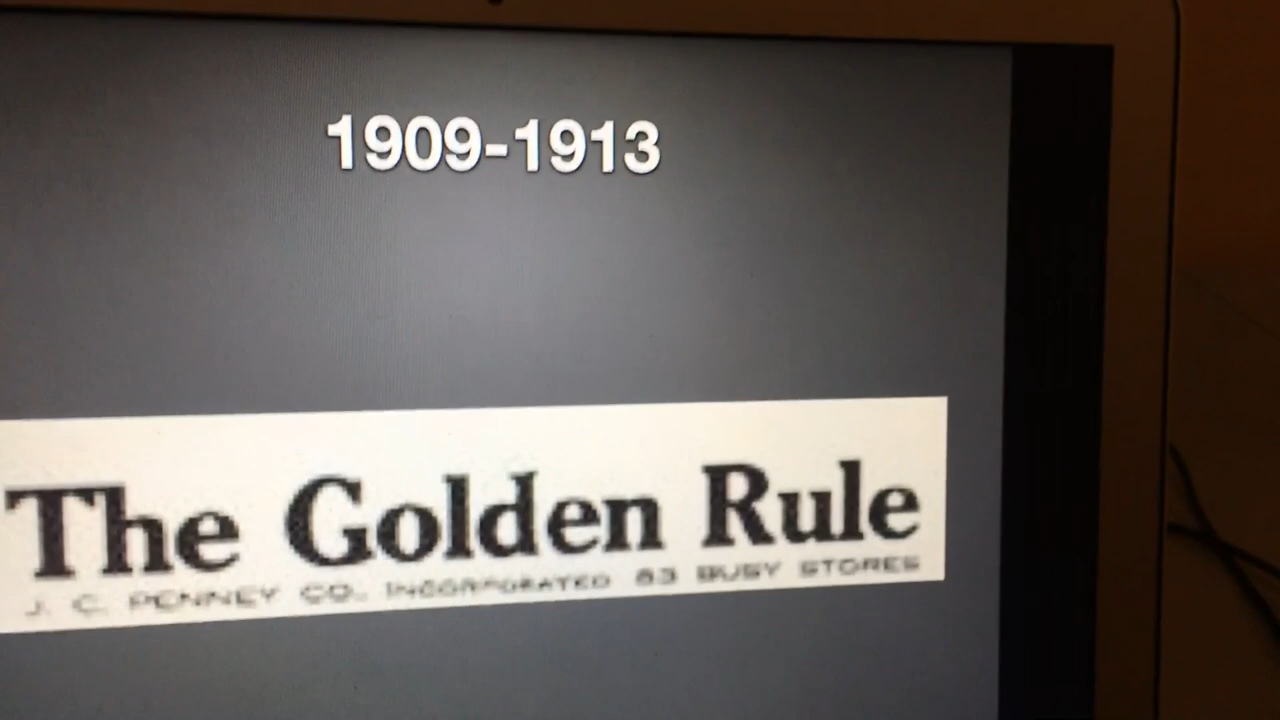 1909-1913
The Golden Rule
J. C. PENNEY CO., INCORPORATED 83 BUSY STORES